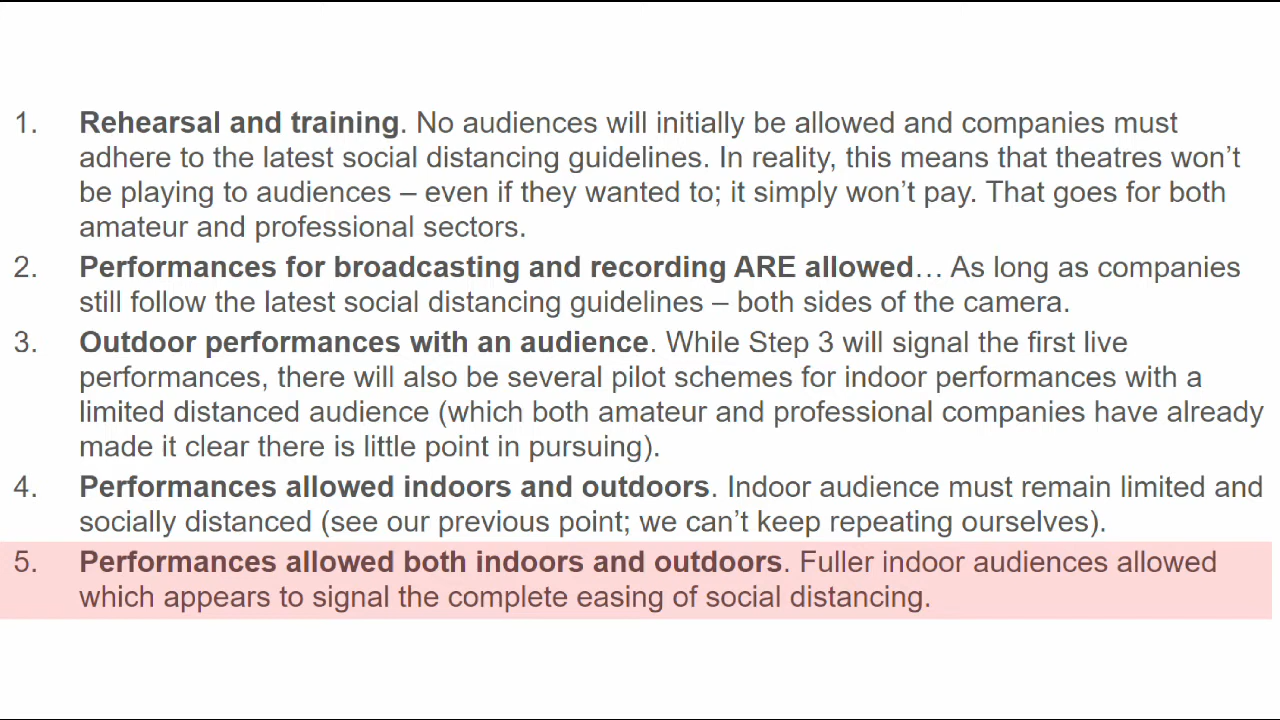 1. Rehearsal and training. No audiences will initially be allowed and companies must
adhere to the latest social distancing guidelines. In reality, this means that theatres won’t
be playing to audiences – even if they wanted to; it simply won’t pay. That goes for both
amateur and professional sectors.
2. Performances for broadcasting and recording ARE allowed… As long as companies
still follow the latest social distancing guidelines – both sides of the camera.
3. Outdoor performances with an audience. While Step 3 will signal the first live
performances, there will also be several pilot schemes for indoor performances with a
limited distanced audience (which both amateur and professional companies have already
made it clear there is little point in pursuing).
4. Performances allowed indoors and outdoors. Indoor audience must remain limited and
socially distanced (see our previous point; we can’t keep repeating ourselves).
5. Performances allowed both indoors and outdoors. Fuller indoor audiences allowed
which appears to signal the complete easing of social distancing.